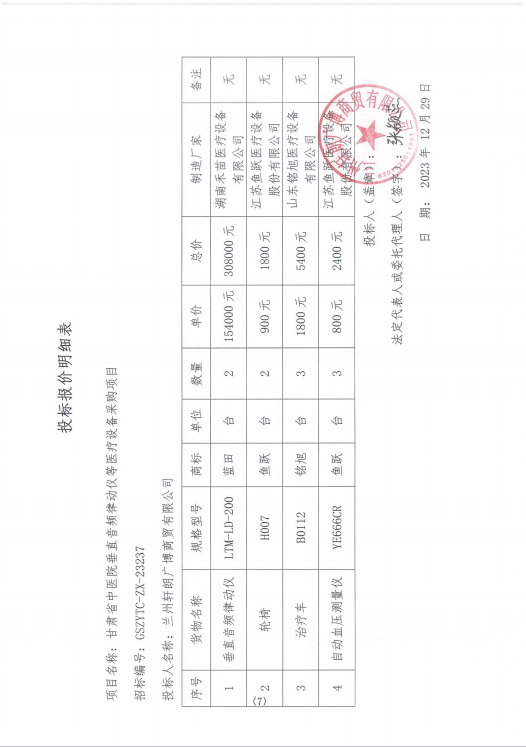 投标报价明细表
项目名称：甘肃省中医院垂直音频律动仪等医疗设备采购项目
招标编号：GSZYTC-ZX-23237
投标人名称：兰州轩朗广博商贸有限公司
序号 货物名称 规格型号 商标 单位 数量 单价 总价 制造厂家 备注
1 垂直音频律动仪 LTM-LD-200 蓝田 台 2 154000 元 308000 元 湖南禾苗医疗设备有限公司 无
2 轮椅 H007 鱼跃 台 2 900 元 1800 元 江苏鱼跃医疗设备股份有限公司 无
3 治疗车 B0112 铭旭 台 3 1800 元 5400 元 山东铭旭医疗设备有限公司 无
4 自动血压测量仪 YE666CR 鱼跃 台 3 800 元 2400 元 江苏鱼跃医疗设备股份有限公司 无
投标人（盖章）：
法定代表人或委托代理人（签字）：
日 期： 2023 年 12 月 29 日
(7)